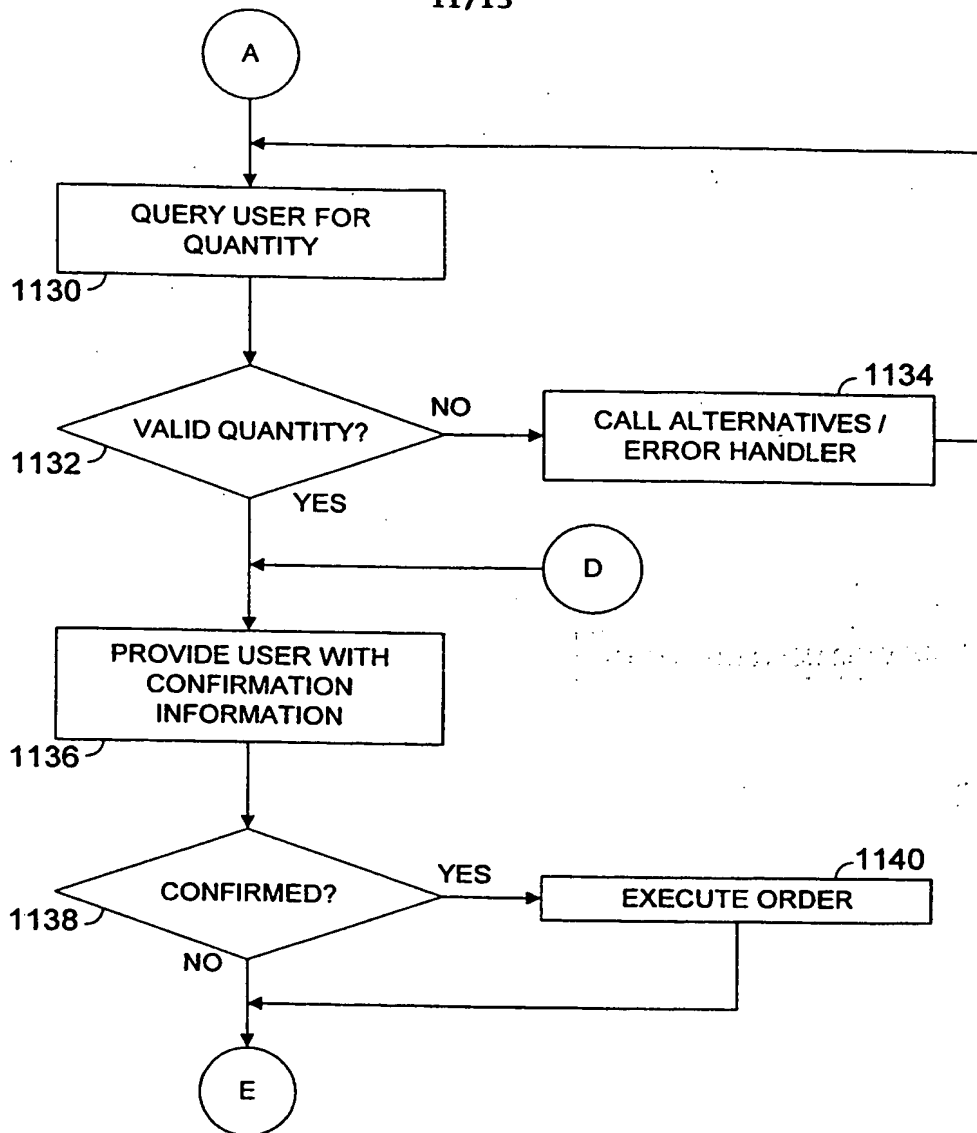 11/15
A
QUERY USER FOR
QUANTITY
1130
VALID QUANTITY?
1132
NO
YES
1134
CALL ALTERNATIVES /
ERROR HANDLER
D
PROVIDE USER WITH
CONFIRMATION
INFORMATION
1136
CONFIRMED?
1138
YES
NO
1140
EXECUTE ORDER
E